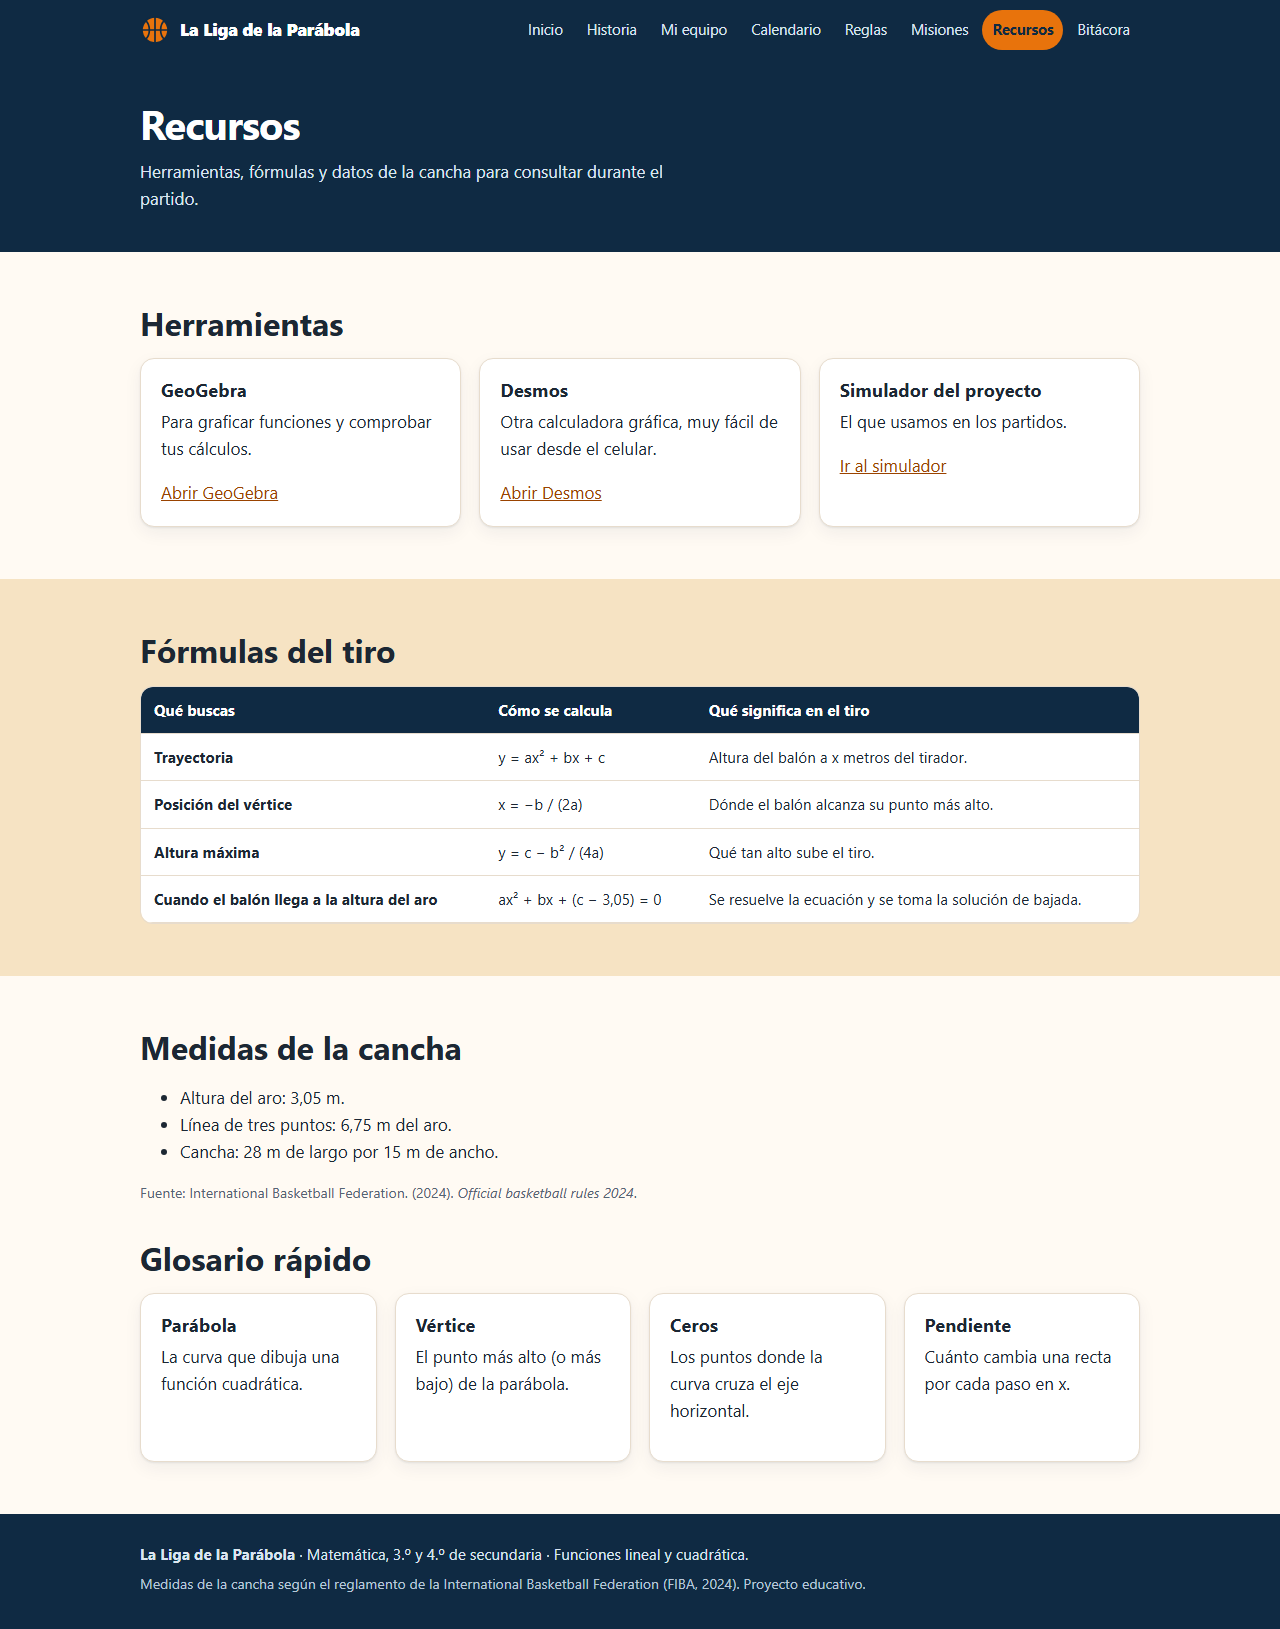 La Liga de la Parábola
Inicio Historia Mi equipo Calendario Reglas Misiones Recursos Bitácora
Recursos
Herramientas, fórmulas y datos de la cancha para consultar durante el
partido.
Herramientas
GeoGebra
Para graficar funciones y comprobar
tus cálculos.
Abrir GeoGebra
Desmos
Otra calculadora gráfica, muy fácil de
usar desde el celular.
Abrir Desmos
Simulador del proyecto
El que usamos en los partidos.
Ir al simulador
Fórmulas del tiro
Qué buscas Cómo se calcula Qué significa en el tiro
Trayectoria y = ax² + bx + c Altura del balón a x metros del tirador.
Posición del vértice x = −b / (2a) Dónde el balón alcanza su punto más alto.
Altura máxima y = c − b² / (4a) Qué tan alto sube el tiro.
Cuando el balón llega a la altura del aro ax² + bx + (c − 3,05) = 0 Se resuelve la ecuación y se toma la solución de bajada.
Medidas de la cancha
• Altura del aro: 3,05 m.
• Línea de tres puntos: 6,75 m del aro.
• Cancha: 28 m de largo por 15 m de ancho.
Fuente: International Basketball Federation. (2024). Official basketball rules 2024.
Glosario rápido
Parábola
La curva que dibuja una
función cuadrática.
Vértice
El punto más alto (o más
bajo) de la parábola.
Ceros
Los puntos donde la
curva cruza el eje
horizontal.
Pendiente
Cuánto cambia una recta
por cada paso en x.
La Liga de la Parábola · Matemática, 3.º y 4.º de secundaria · Funciones lineal y cuadrática.
Medidas de la cancha según el reglamento de la International Basketball Federation (FIBA, 2024). Proyecto educativo.